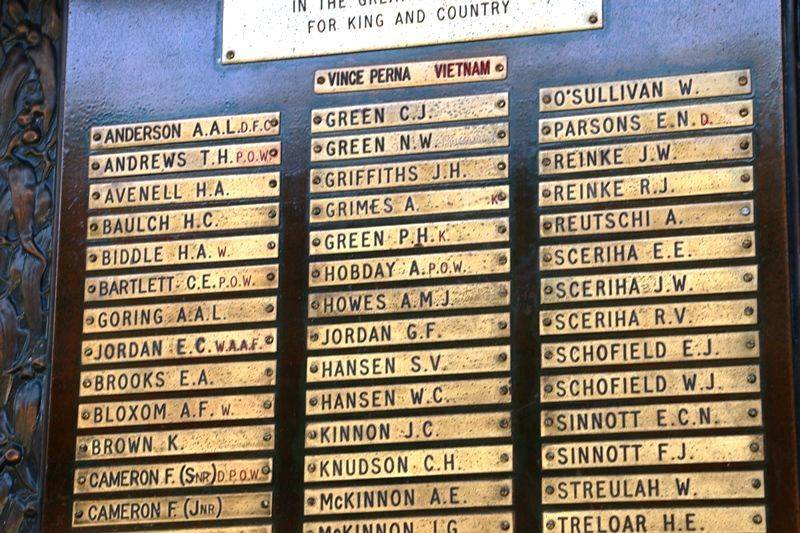 IN THE GREAT
FOR KING AND COUNTRY
VINCE PERNA VIETNAM
ANDERSON A.A.L.D.F.C
ANDREWS T.H.P.O.W
AVENELL H.A.
BAULCH H.C.
BIDDLE H.A. W.
BARTLETT C.E.P.O.W.
GORING A.A.L.
JORDAN E.C.W.A.A.F.
BROOKS E.A.
BLOXOM A.F. W.
BROWN K.
CAMERON F. (SNR) D.P.O.W.
CAMERON F. (JNR)
GREEN C.J.
GREEN N.W.
GRIFFITHS J.H.
GRIMES A. K
GREEN P.H. K.
HOBDAY A.P.O.W.
HOWES A.M.J
JORDAN G.F.
HANSEN S.V.
HANSEN W.C.
KINNON J.C.
KNUDSON C.H.
McKINNON A.E.
McKINNON J.G.
O'SULLIVAN W.
PARSONS E.N. D.
REINKE J.W.
REINKE R.J.
REUTSCHI A.
SCERIHA E.E.
SCERIHA J.W.
SCERIHA R.V.
SCHOFIELD E.J.
SCHOFIELD W.J.
SINNOTT E.C.N.
SINNOTT F.J.
STREULAH W.
TRELOAR H.E.